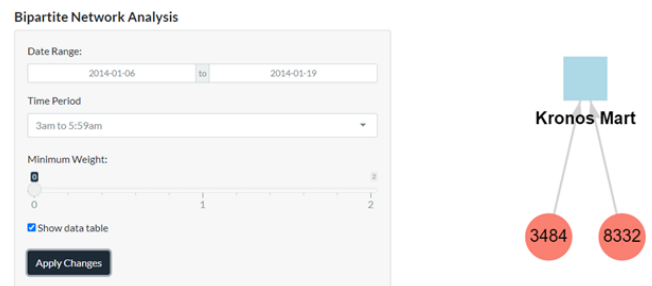 Bipartite Network Analysis
Date Range:
2014-01-06 to 2014-01-19
Time Period
3am to 5:59am
Minimum Weight:
0 2
0 1 2
Show data table
Apply Changes
Kronos Mart
3484 8332